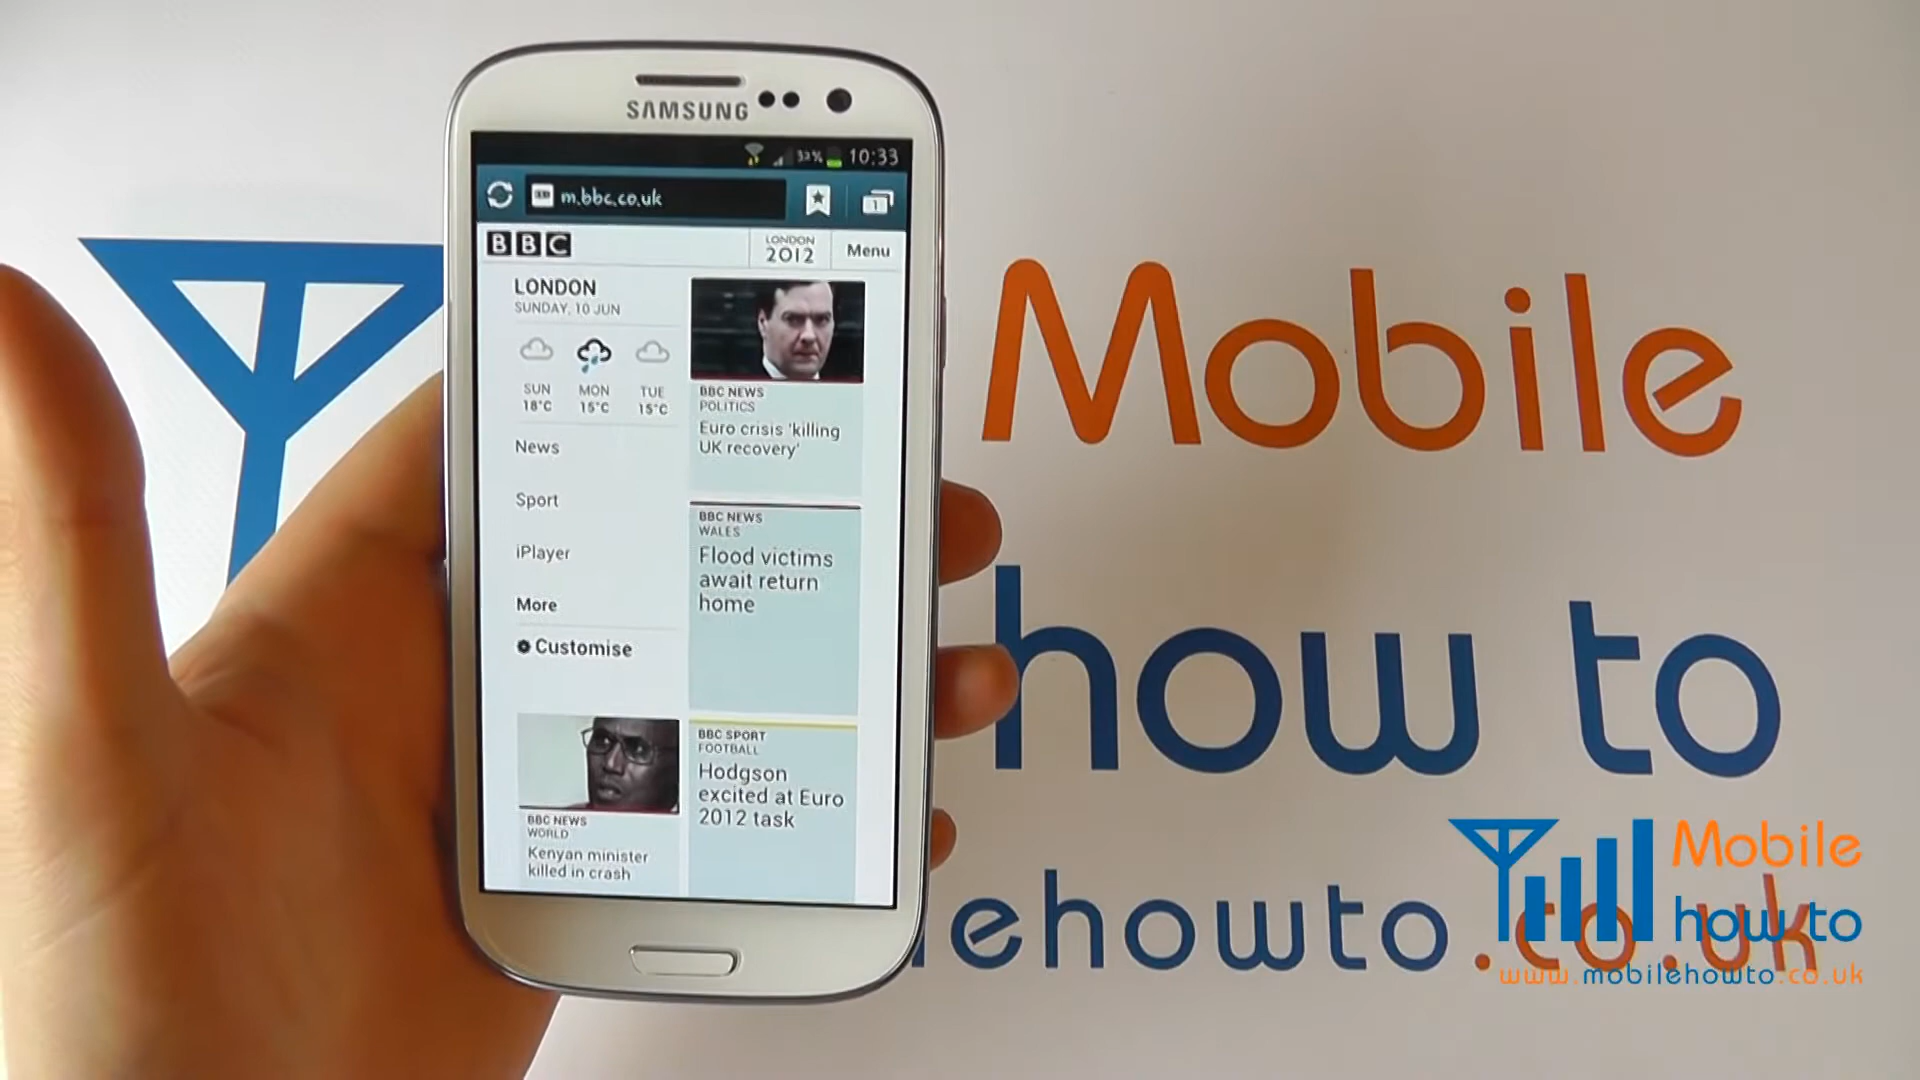 SAMSUNG
32% 10:33
m.bbc.co.uk
1
BBC
LONDON
2012
Menu
LONDON
SUNDAY, 10 JUN
SUN MON TUE
18°C 15°C 15°C
News
Sport
iPlayer
More
Customise
BBC NEWS
POLITICS
Euro crisis 'killing
UK recovery'
BBC NEWS
WALES
Flood victims
await return
home
BBC NEWS
WORLD
Kenyan minister
killed in crash
BBC SPORT
FOOTBALL
Hodgson
excited at Euro
2012 task
Mobile
how to
lehowto.co.uk
Mobile
how to
www.mobilehowto.co.uk